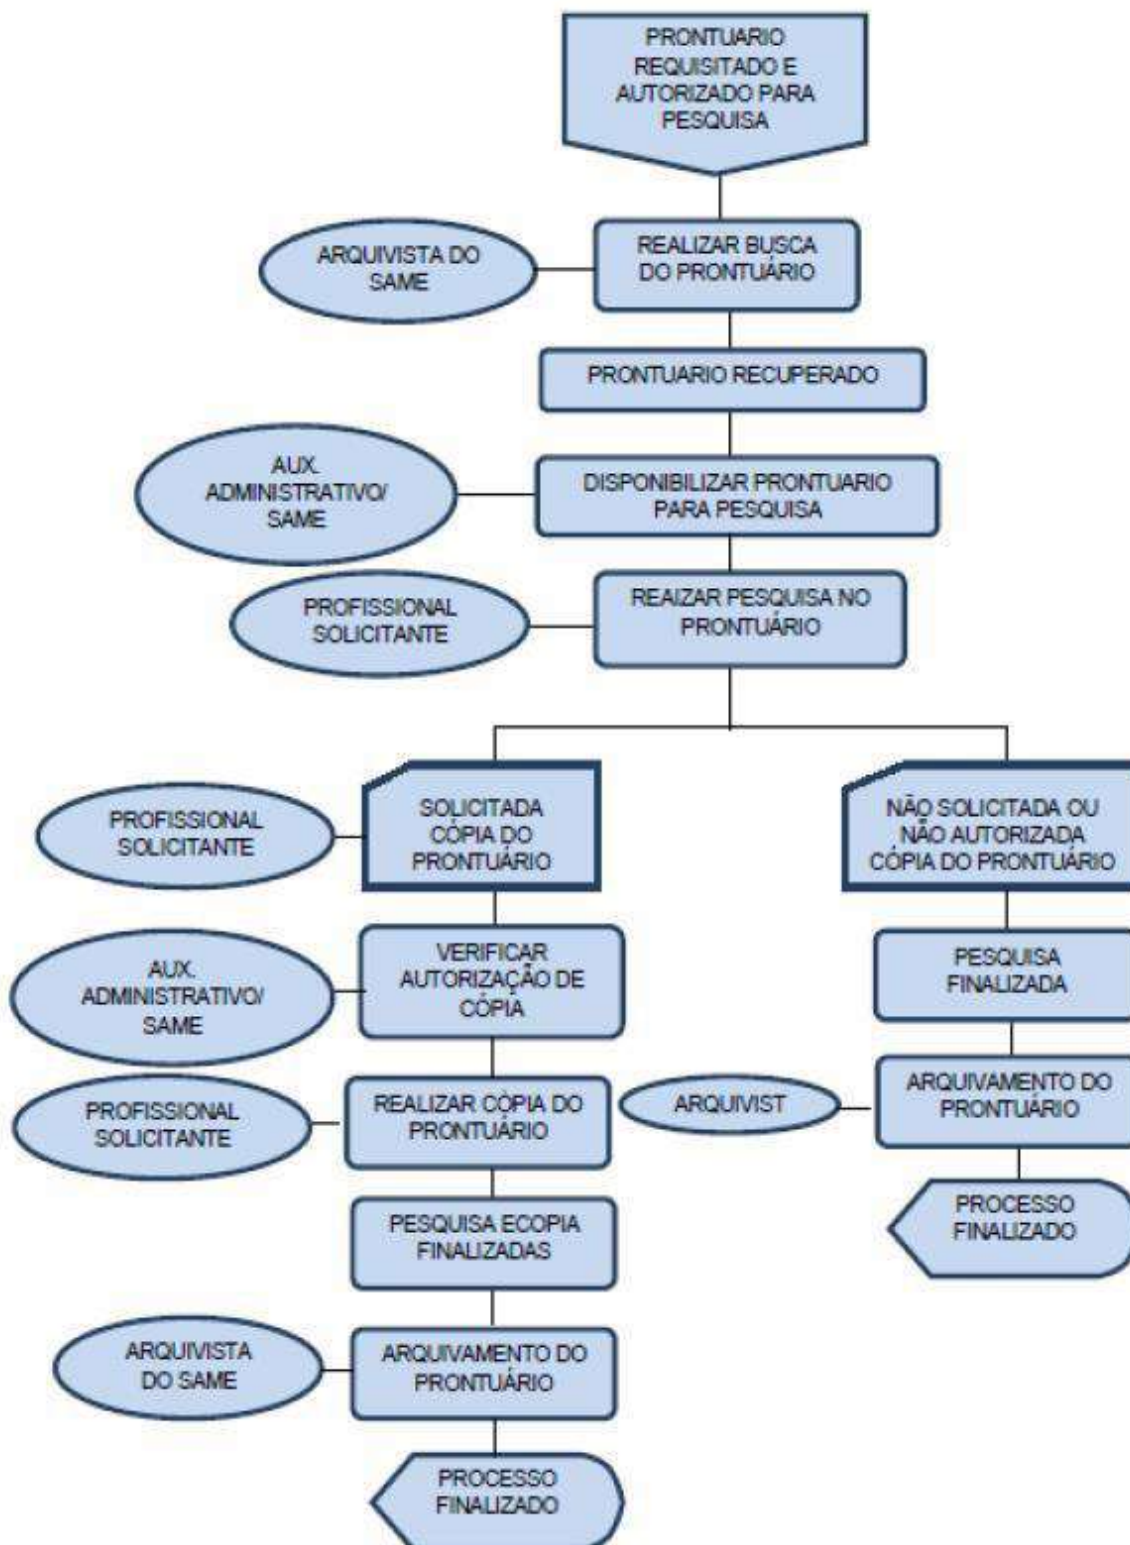 PRONTUARIO
REQUISITADO E
AUTORIZADO PARA
PESQUISA
ARQUIVISTA DO
SAME
REALIZAR BUSCA
DO PRONTUÁRIO
PRONTUARIO RECUPERADO
AUX.
ADMINISTRATIVO/
SAME
DISPONIBILIZAR PRONTUARIO
PARA PESQUISA
PROFISSIONAL
SOLICITANTE
REAIZAR PESQUISA NO
PRONTUÁRIO
PROFISSIONAL
SOLICITANTE
SOLICITADA
CÓPIA DO
PRONTUÁRIO
NÃO SOLICITADA OU
NÃO AUTORIZADA
CÓPIA DO PRONTUÁRIO
AUX.
ADMINISTRATIVO/
SAME
VERIFICAR
AUTORIZAÇÃO DE
CÓPIA
PESQUISA
FINALIZADA
PROFISSIONAL
SOLICITANTE
REALIZAR CÓPIA DO
PRONTUÁRIO
ARQUIVIST
ARQUIVAMENTO DO
PRONTUÁRIO
PESQUISA ECOPIA
FINALIZADAS
PROCESSO
FINALIZADO
ARQUIVISTA
DO SAME
ARQUIVAMENTO DO
PRONTUÁRIO
PROCESSO
FINALIZADO